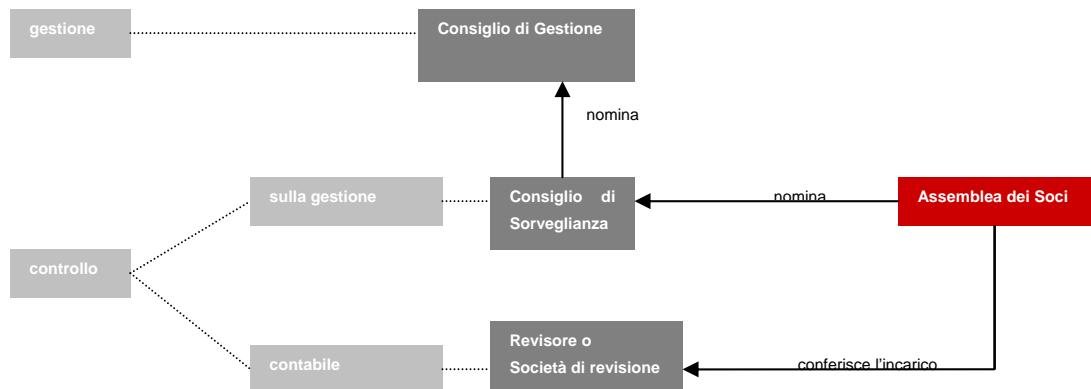 gestione
Consiglio di Gestione
nomina
sulla gestione
Consiglio di
Sorveglianza
nomina
Assemblea dei Soci
controllo
contabile
Revisore o
Società di revisione
conferisce l'incarico